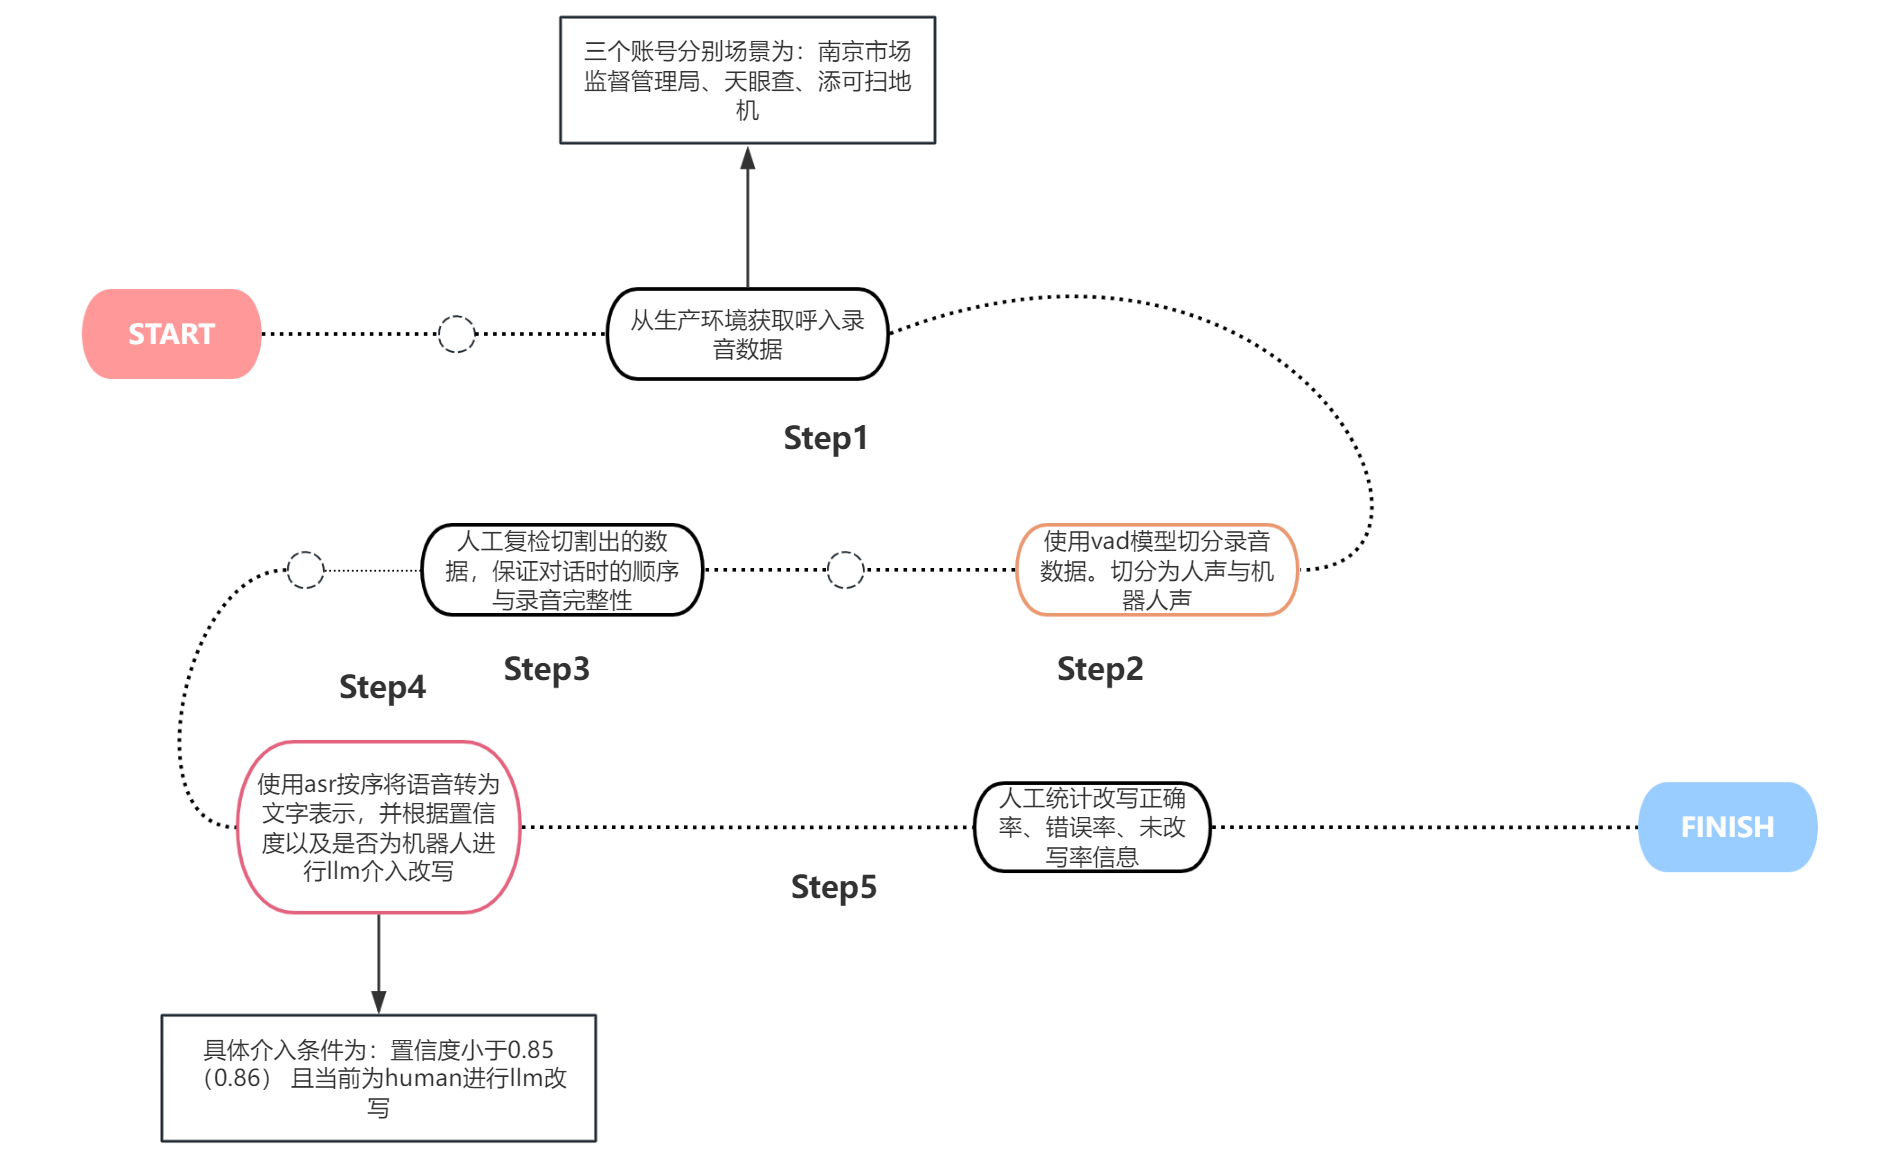 三个账号分别场景为：南京市场
监督管理局、天眼查、添可扫地
机
START
从生产环境获取呼入录
音数据
Step1
人工复检切割出的数
据，保证对话时的顺序
与录音完整性
使用vad模型切分录音
数据。切分为人声与机
器人声
Step3
Step2
Step4
使用asr按序将语音转为
文字表示，并根据置信
度以及是否为机器人进
行llm介入改写
人工统计改写正确
率、错误率、未改
写率信息
FINISH
Step5
具体介入条件为：置信度小于0.85
（0.86） 且当前为human进行llm改
写